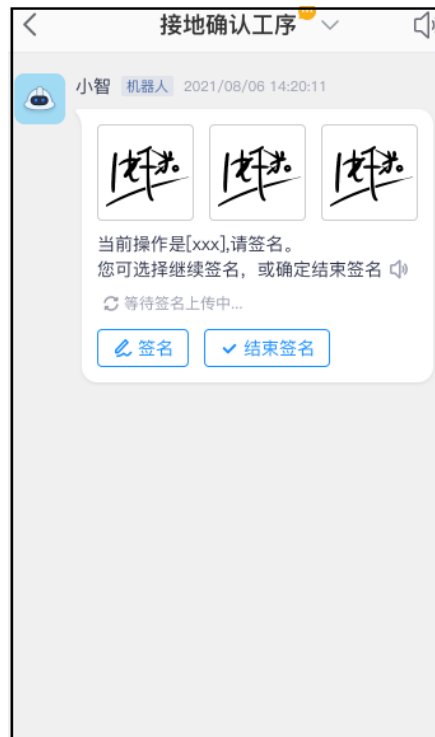 接地确认工序
小智 机器人 2021/08/06 14:20:11
当前操作是[xxx],请签名。
您可选择继续签名，或确定结束签名
等待签名上传中...
签名 结束签名